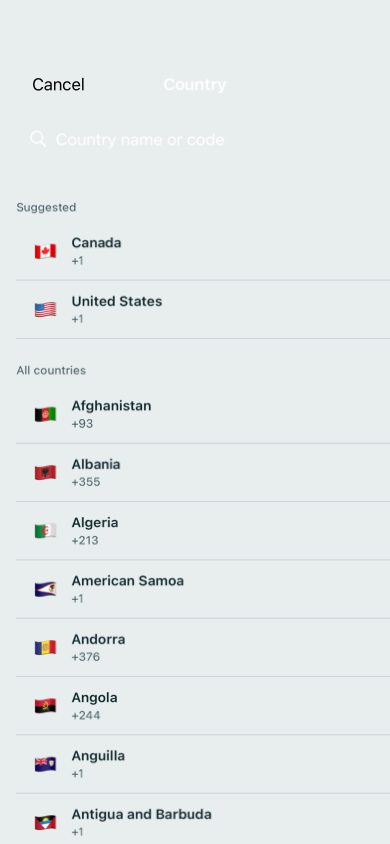 Cancel
Country
Country name or code
Suggested
Canada
+1
United States
+1
All countries
Afghanistan
+93
Albania
+355
Algeria
+213
American Samoa
+1
Andorra
+376
Angola
+244
Anguilla
+1
Antigua and Barbuda
+1